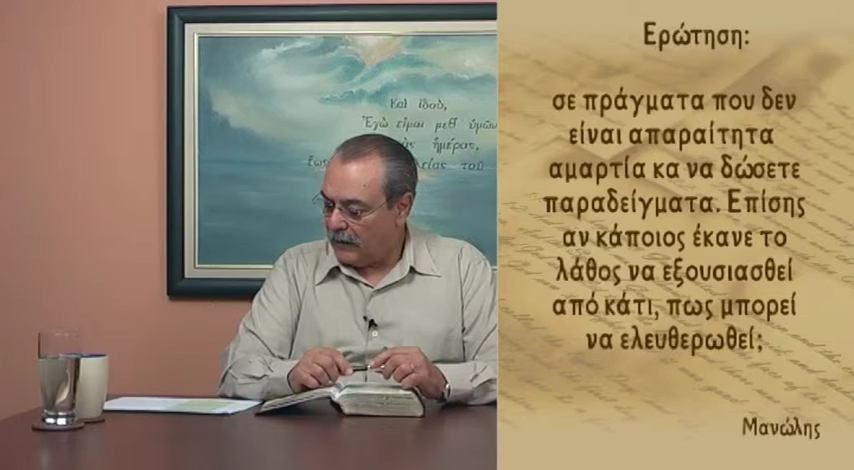 Καὶ ἰδού,
Ἐγὼ εἶμαι μεθ' ὑμῶν
ἡμέρας,
τοῦ
Ερώτηση:
σε πράγματα που δεν
είναι απαραίτητα
αμαρτία κα να δώσετε
παραδείγματα. Επίσης
αν κάποιος έκανε το
λάθος να εξουσιασθεί
από κάτι, πως μπορεί
να ελευθερωθεί;
Μανώλης